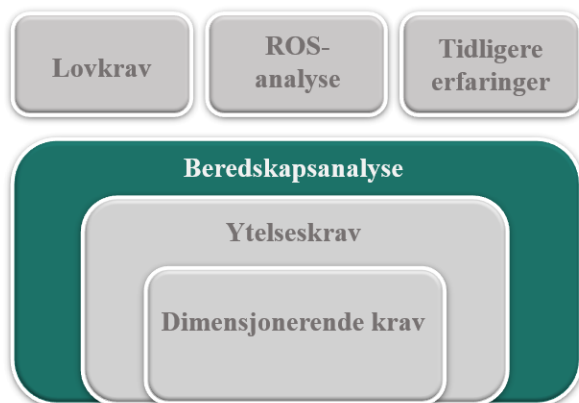 Lovkrav
ROS-
analyse
Tidligere
erfaringer
Beredskapsanalyse
Ytelseskrav
Dimensjonerende krav